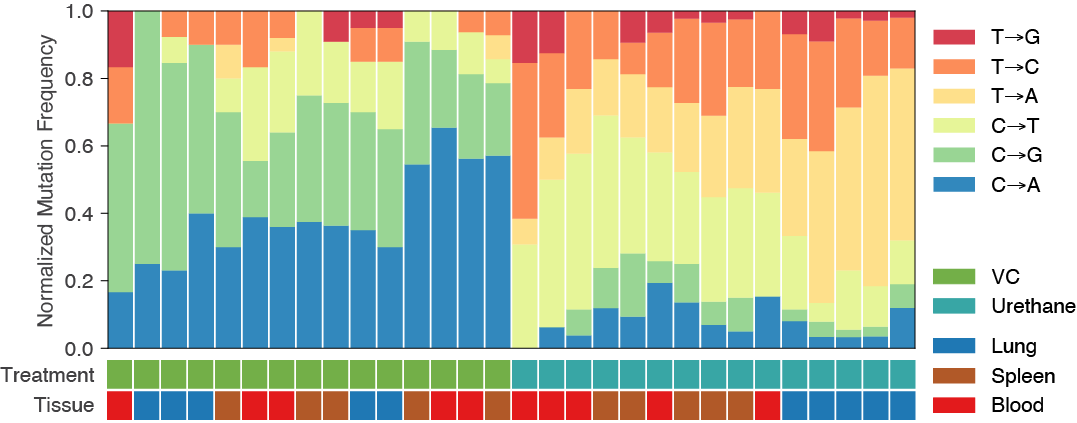 Normalized Mutation Frequency
1.0
0.8
0.6
0.4
0.2
0.0
Treatment
Tissue
T→G
T→C
T→A
C→T
C→G
C→A
VC
Urethane
Lung
Spleen
Blood